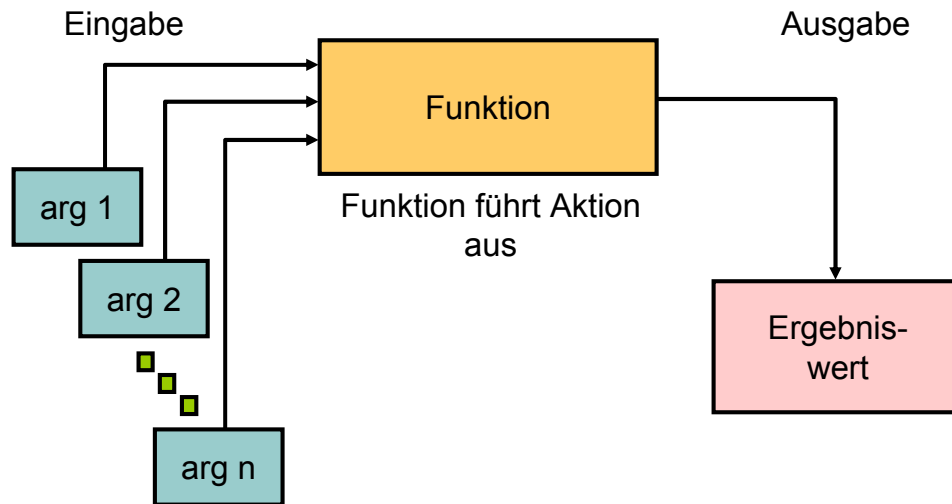 Eingabe
Ausgabe
Funktion
arg 1
Funktion führt Aktion
aus
arg 2
Ergebnis-
wert
arg n